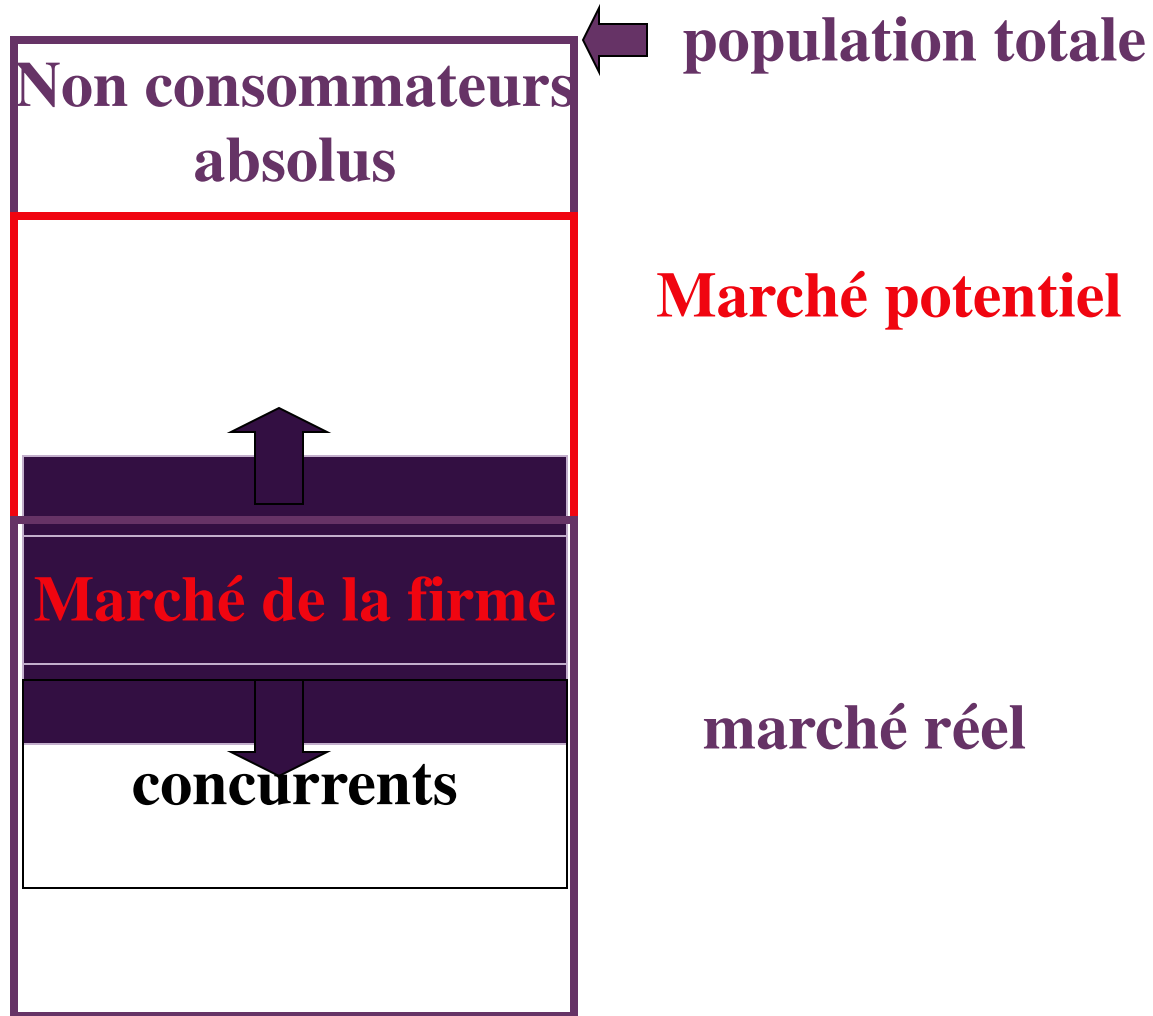 population totale
Non consommateurs
absolus
Marché potentiel
Marché de la firme
marché réel
concurrents